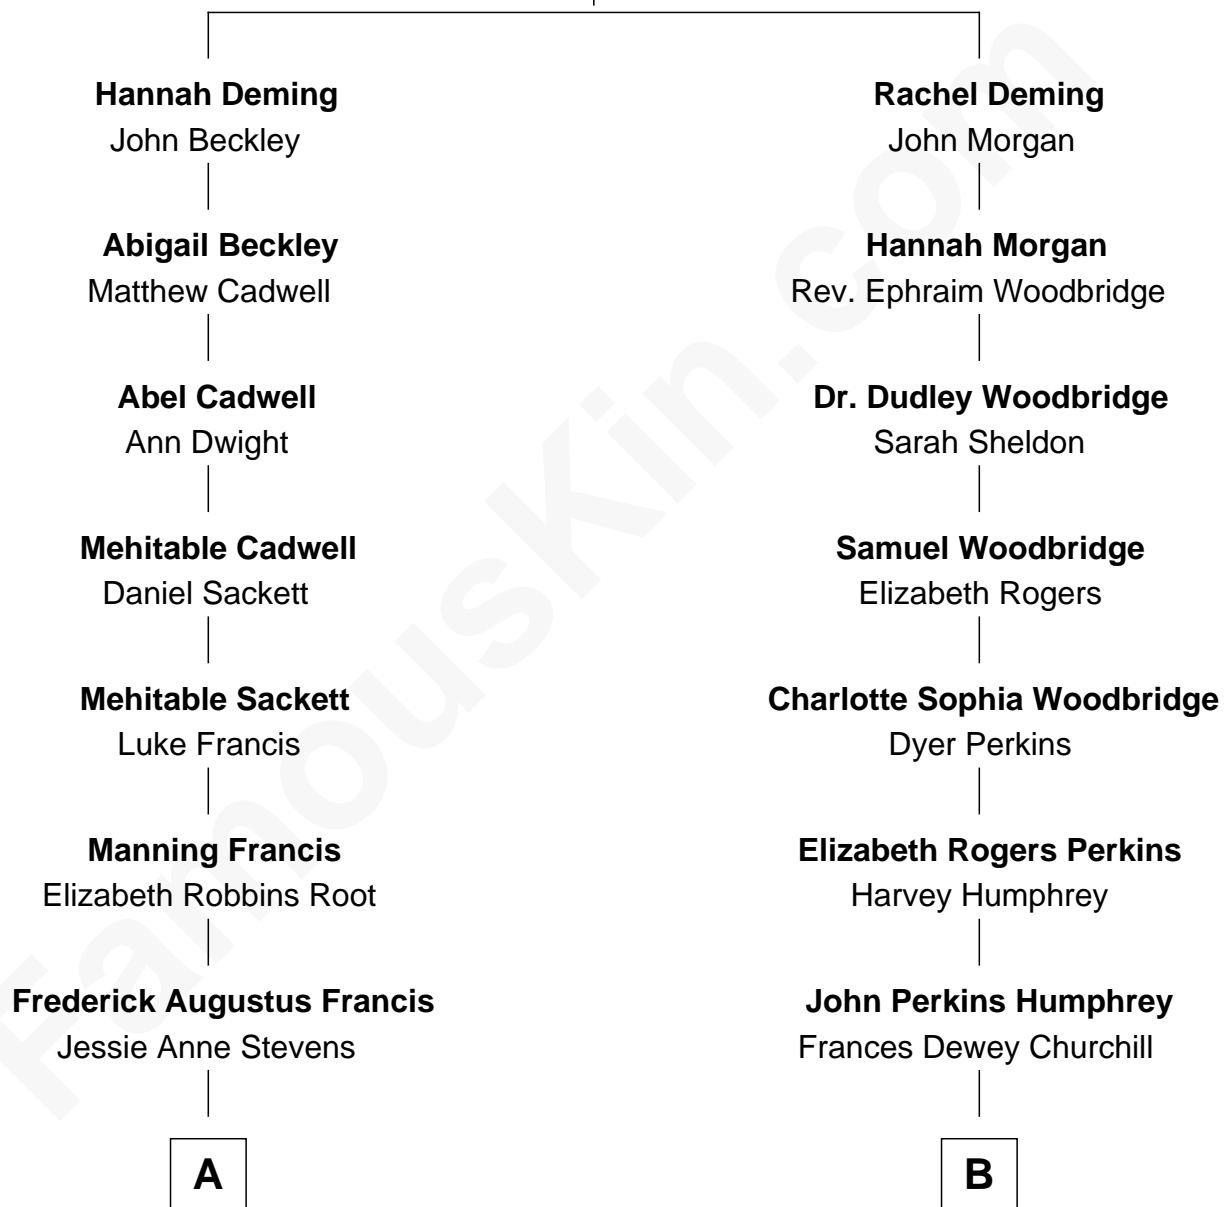 Hannah Deming
John Beckley
Abigail Beckley
Matthew Cadwell
Abel Cadwell
Ann Dwight
Mehitable Cadwell
Daniel Sackett
Mehitable Sackett
Luke Francis
Manning Francis
Elizabeth Robbins Root
Frederick Augustus Francis
Jessie Anne Stevens
A
Rachel Deming
John Morgan
Hannah Morgan
Rev. Ephraim Woodbridge
Dr. Dudley Woodbridge
Sarah Sheldon
Samuel Woodbridge
Elizabeth Rogers
Charlotte Sophia Woodbridge
Dyer Perkins
Elizabeth Rogers Perkins
Harvey Humphrey
John Perkins Humphrey
Frances Dewey Churchill
B
FamousKin.com